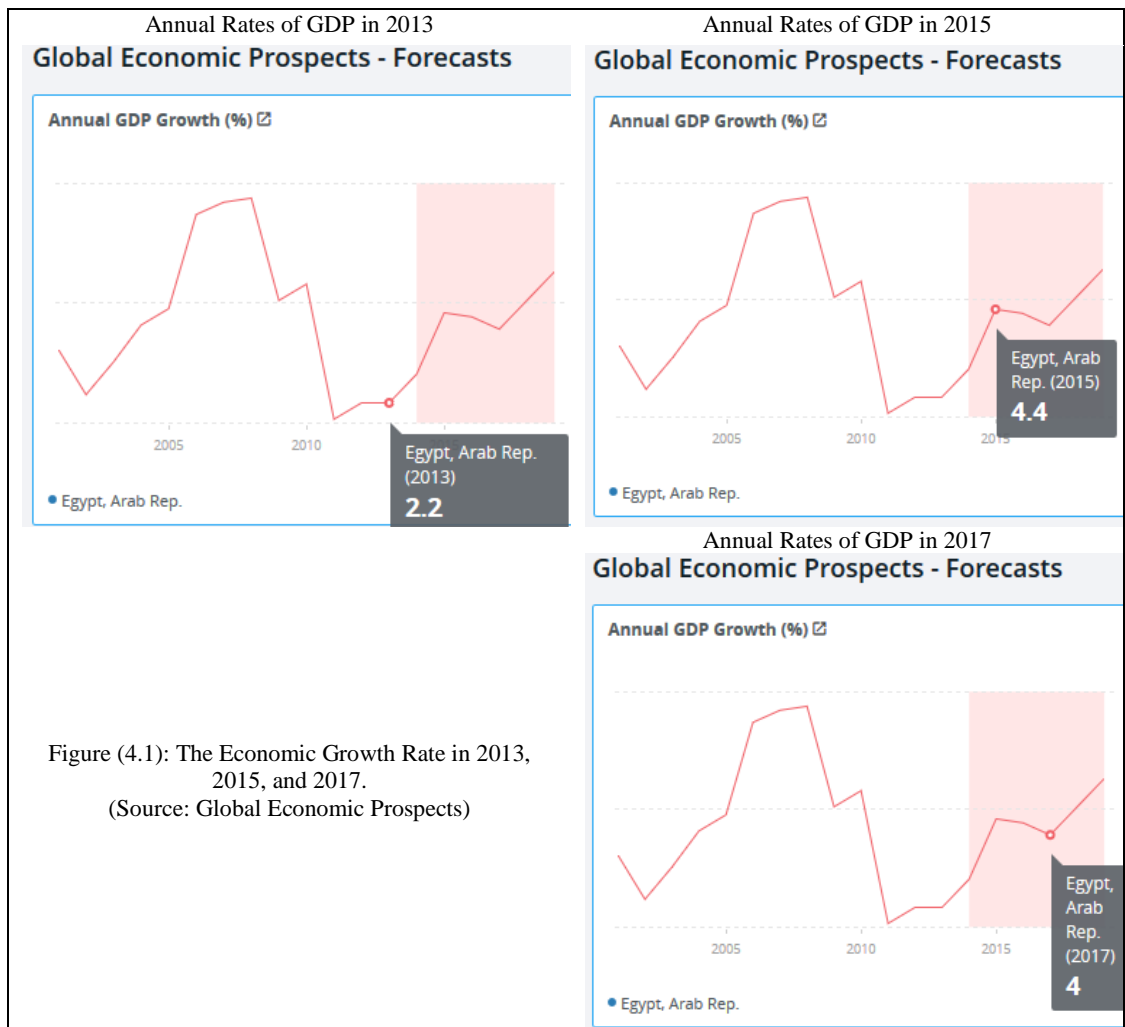 Annual Rates of GDP in 2013
Global Economic Prospects - Forecasts
Annual GDP Growth (%)
2005
2010
2015
Egypt, Arab Rep.
(2013)
2.2
Egypt, Arab Rep.
Annual Rates of GDP in 2015
Global Economic Prospects - Forecasts
Annual GDP Growth (%)
2005
2010
2015
Egypt, Arab
Rep. (2015)
4.4
Egypt, Arab Rep.
Figure (4.1): The Economic Growth Rate in 2013,
2015, and 2017.
(Source: Global Economic Prospects)
Annual Rates of GDP in 2017
Global Economic Prospects - Forecasts
Annual GDP Growth (%)
2005
2010
2015
Egypt,
Arab
Rep.
(2017)
4
Egypt, Arab Rep.